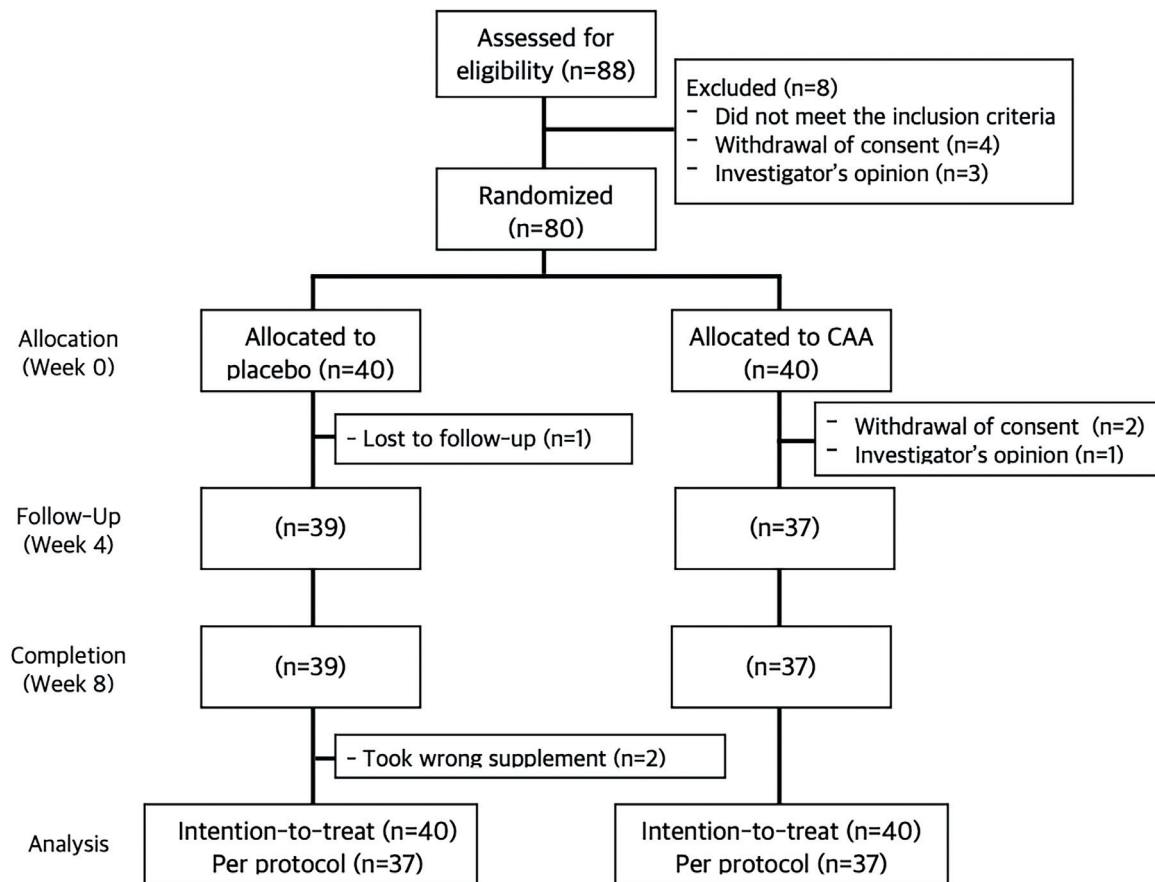 Assessed for
eligibility (n=88)
Excluded (n=8)
- Did not meet the inclusion criteria
- Withdrawal of consent (n=4)
- Investigator's opinion (n=3)
Randomized
(n=80)
Allocation
(Week 0)
Allocated to
placebo (n=40)
Allocated to CAA
(n=40)
- Lost to follow-up (n=1)
- Withdrawal of consent (n=2)
- Investigator's opinion (n=1)
Follow-Up
(Week 4)
(n=39)
(n=37)
Completion
(Week 8)
(n=39)
(n=37)
- Took wrong supplement (n=2)
Analysis
Intention-to-treat (n=40)
Per protocol (n=37)
Intention-to-treat (n=40)
Per protocol (n=37)